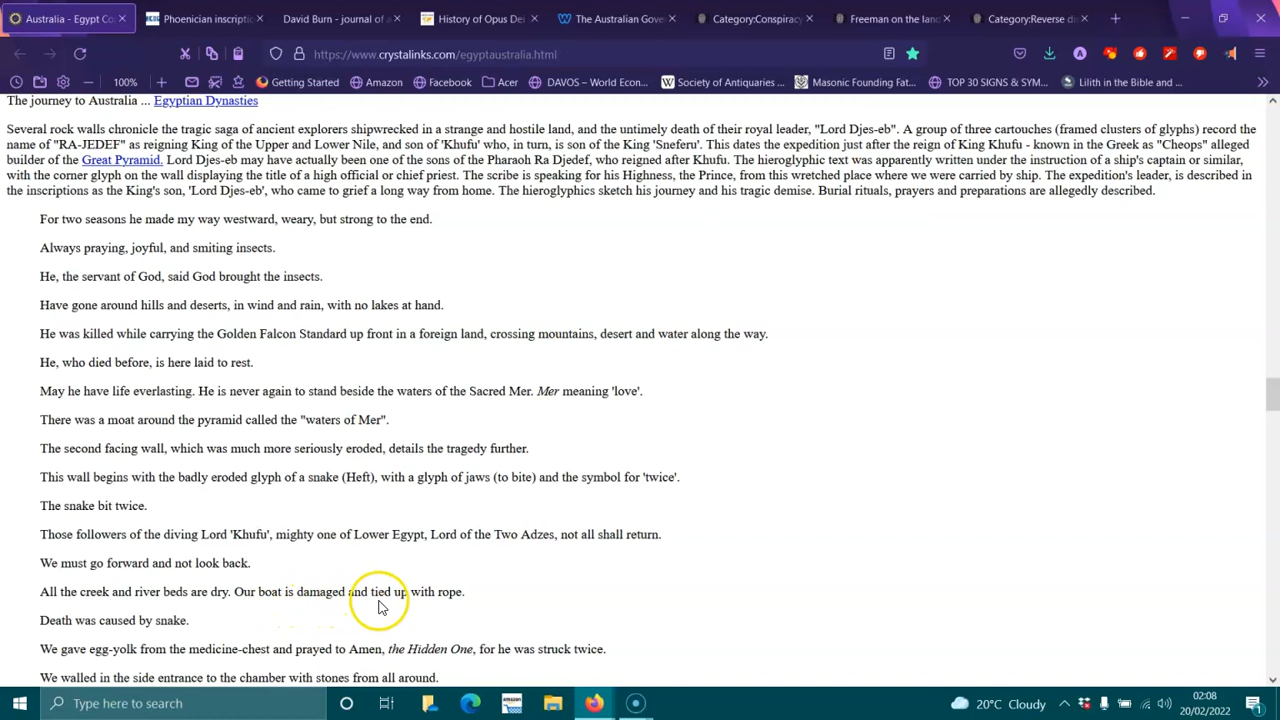 Australia - Egypt Co
Phoenician inscripti
David Burn - journal of a
History of Opus De
The Australian Gove
Category:Conspiracy
Freeman on the lan
Category:Reverse di
https://www.crystalinks.com/egyptaustralia.html
100%
Getting Started
Amazon
Facebook
Acer
DAVOS – World Econ...
Society of Antiquaries ...
Masonic Founding Fat...
TOP 30 SIGNS & SYM...
Lilith in the Bible and ...
The journey to Australia ... Egyptian Dynasties
Several rock walls chronicle the tragic saga of ancient explorers shipwrecked in a strange and hostile land, and the untimely death of their royal leader, "Lord Djes-eb". A group of three cartouches (framed clusters of glyphs) record the
name of "RA-JEDEF" as reigning King of the Upper and Lower Nile, and son of 'Khufu' who, in turn, is son of the King 'Sneferu'. This dates the expedition just after the reign of King Khufu - known in the Greek as "Cheops" alleged
builder of the Great Pyramid. Lord Djes-eb may have actually been one of the sons of the Pharaoh Ra Djedef, who reigned after Khufu. The hieroglyphic text was apparently written under the instruction of a ship's captain or similar,
with the corner glyph on the wall displaying the title of a high official or chief priest. The scribe is speaking for his Highness, the Prince, from this wretched place where we were carried by ship. The expedition's leader, is described in
the inscriptions as the King's son, 'Lord Djes-eb', who came to grief a long way from home. The hieroglyphics sketch his journey and his tragic demise. Burial rituals, prayers and preparations are allegedly described.
For two seasons he made my way westward, weary, but strong to the end.
Always praying, joyful, and smiting insects.
He, the servant of God, said God brought the insects.
Have gone around hills and deserts, in wind and rain, with no lakes at hand.
He was killed while carrying the Golden Falcon Standard up front in a foreign land, crossing mountains, desert and water along the way.
He, who died before, is here laid to rest.
May he have life everlasting. He is never again to stand beside the waters of the Sacred Mer. Mer meaning 'love'.
There was a moat around the pyramid called the "waters of Mer".
The second facing wall, which was much more seriously eroded, details the tragedy further.
This wall begins with the badly eroded glyph of a snake (Heft), with a glyph of jaws (to bite) and the symbol for 'twice'.
The snake bit twice.
Those followers of the diving Lord 'Khufu', mighty one of Lower Egypt, Lord of the Two Adzes, not all shall return.
We must go forward and not look back.
All the creek and river beds are dry. Our boat is damaged and tied up with rope.
Death was caused by snake.
We gave egg-yolk from the medicine-chest and prayed to Amen, the Hidden One, for he was struck twice.
We walled in the side entrance to the chamber with stones from all around.
Type here to search
20°C Cloudy
02:08
20/02/2022